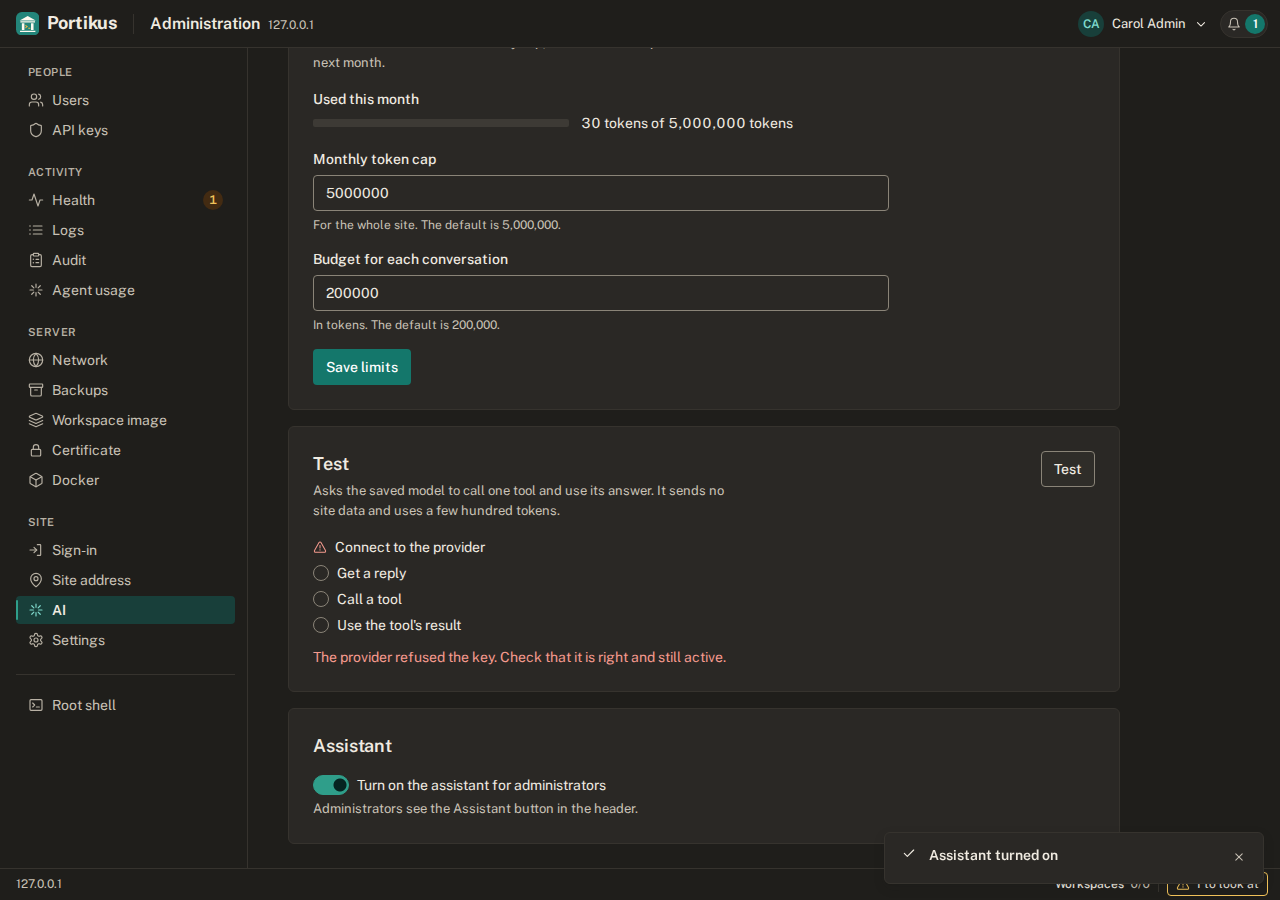 Portikus
Administration 127.0.0.1
CA Carol Admin
1
PEOPLE
Users
API keys
ACTIVITY
Health 1
Logs
Audit
Agent usage
SERVER
Network
Backups
Workspace image
Certificate
Docker
SITE
Sign-in
Site address
AI
Settings
Root shell
next month.
Used this month
30 tokens of 5,000,000 tokens
Monthly token cap
5000000
For the whole site. The default is 5,000,000.
Budget for each conversation
200000
In tokens. The default is 200,000.
Save limits
Test
Test
Asks the saved model to call one tool and use its answer. It sends no
site data and uses a few hundred tokens.
Connect to the provider
Get a reply
Call a tool
Use the tool's result
The provider refused the key. Check that it is right and still active.
Assistant
Turn on the assistant for administrators
Administrators see the Assistant button in the header.
Assistant turned on
127.0.0.1
Workspaces 0/0
1 to look at